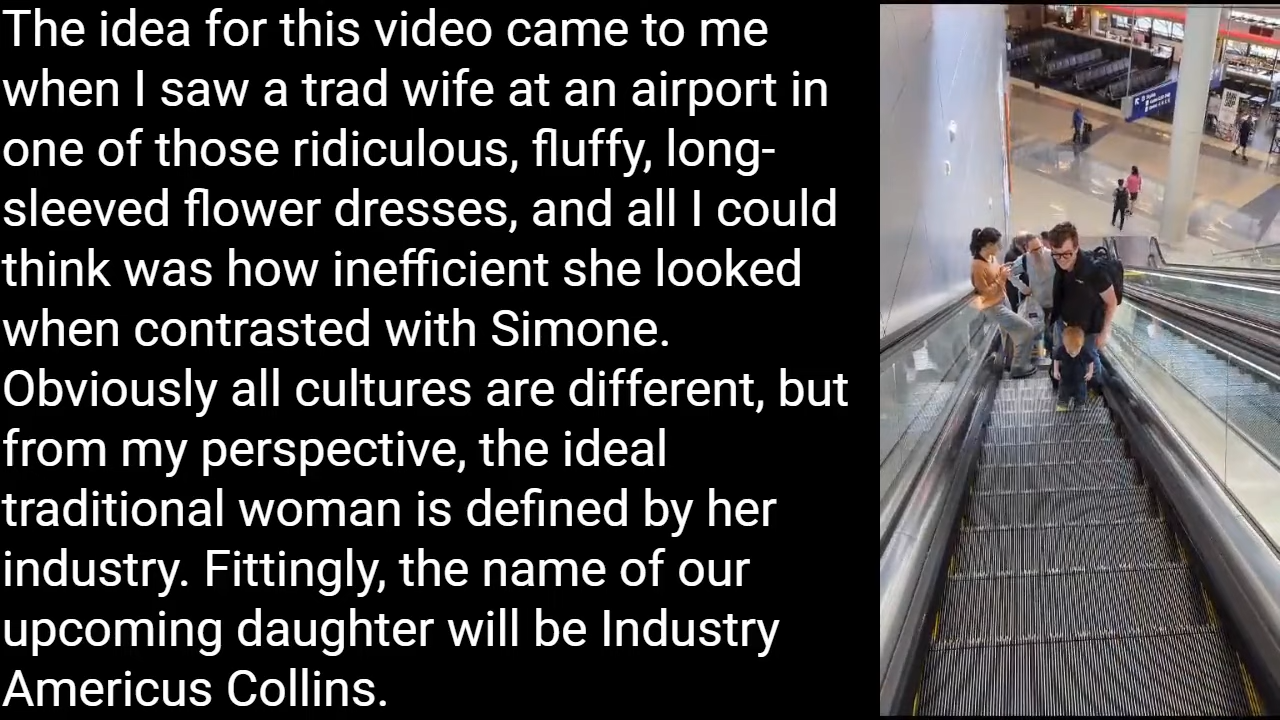 The idea for this video came to me
when I saw a trad wife at an airport in
one of those ridiculous, fluffy, long-
sleeved flower dresses, and all I could
think was how inefficient she looked
when contrasted with Simone.
Obviously all cultures are different, but
from my perspective, the ideal
traditional woman is defined by her
industry. Fittingly, the name of our
upcoming daughter will be Industry
Americus Collins.